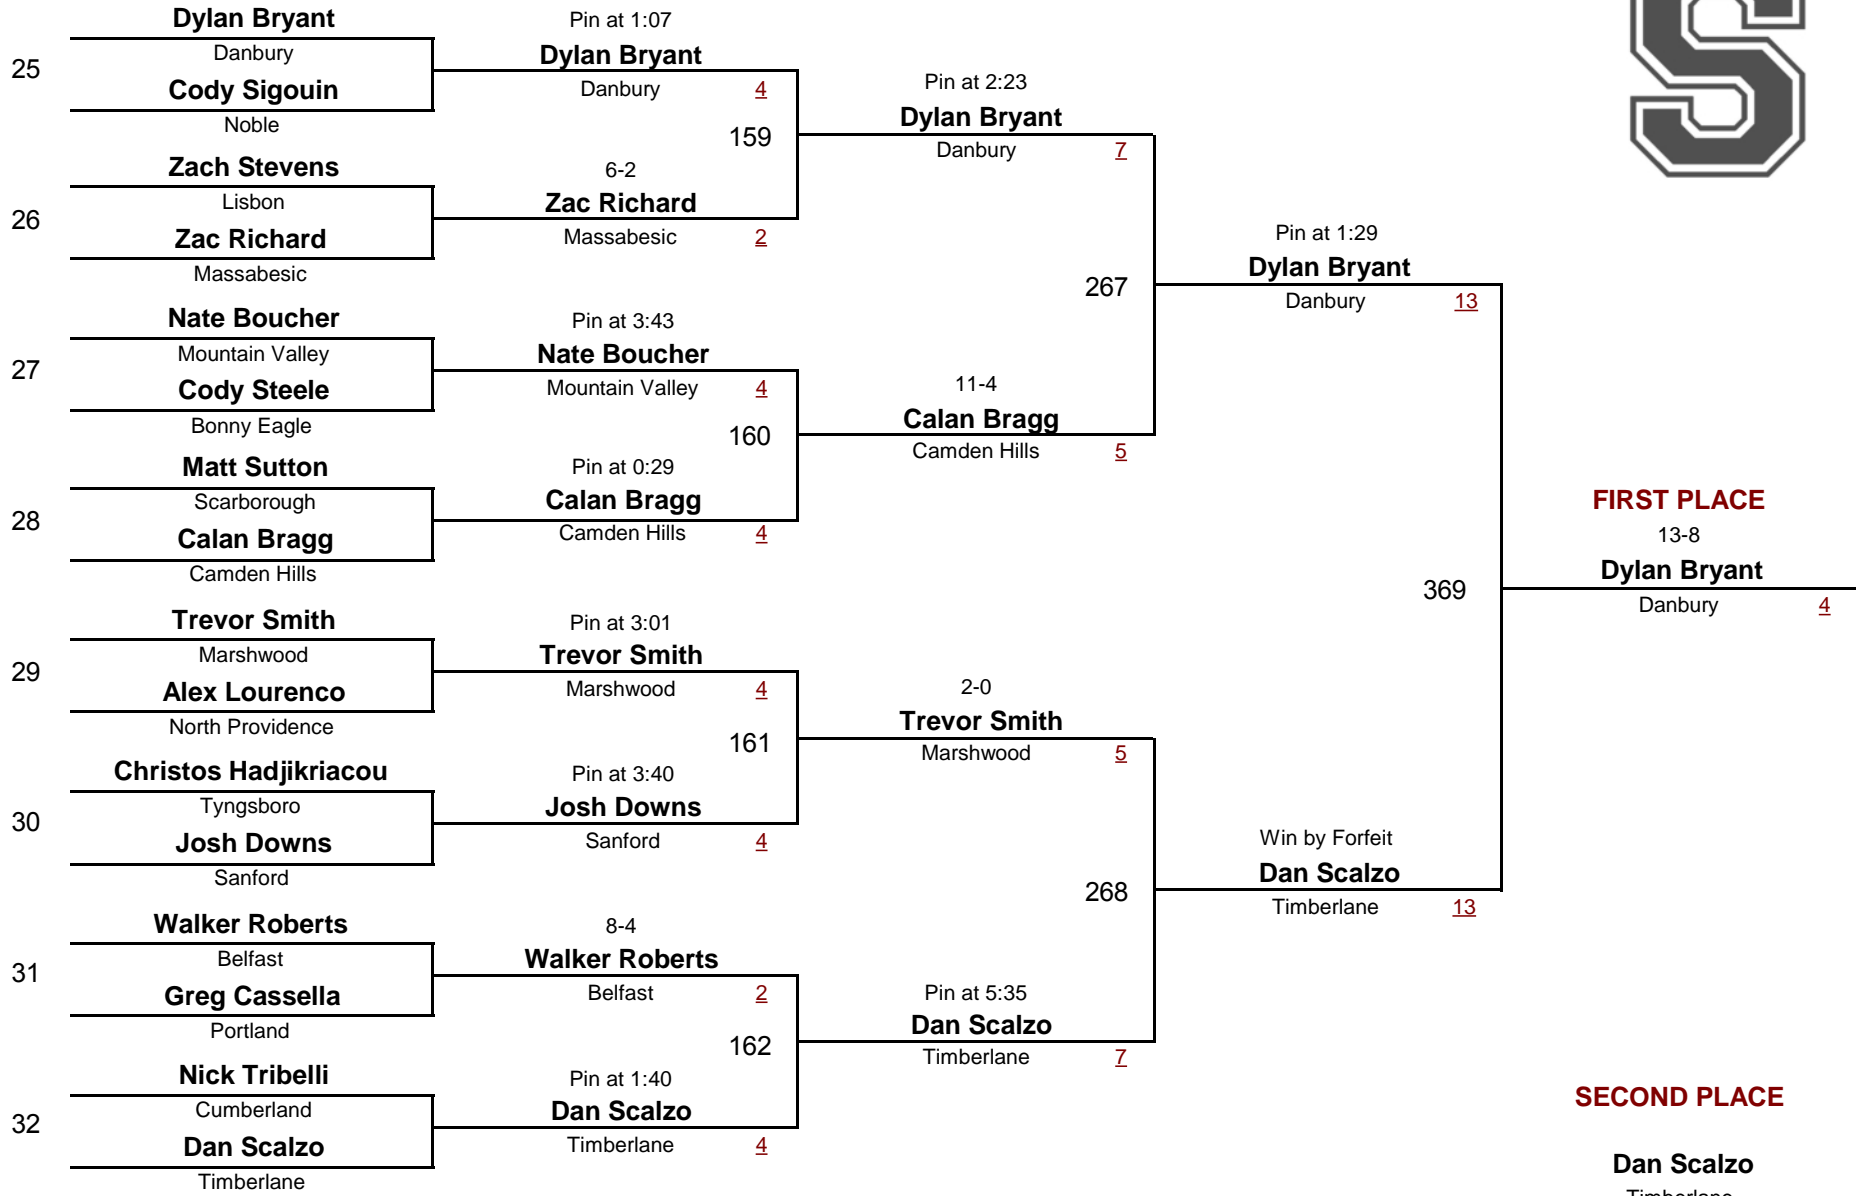 Dylan Bryant
Danbury
25
Cody Sigouin
Noble
Zach Stevens
Lisbon
26
Zac Richard
Massabesic
Nate Boucher
Mountain Valley
27
Cody Steele
Bonny Eagle
Matt Sutton
Scarborough
28
Calan Bragg
Camden Hills
Trevor Smith
Marshwood
29
Alex Lourenco
North Providence
Christos Hadjikriacou
Tyngsboro
30
Josh Downs
Sanford
Walker Roberts
Belfast
31
Greg Cassella
Portland
Nick Tribelli
Cumberland
32
Dan Scalzo
Timberlane
Pin at 1:07
Dylan Bryant
Danbury 4
159
6-2
Zac Richard
Massabesic 2
Pin at 3:43
Nate Boucher
Mountain Valley 4
160
Pin at 0:29
Calan Bragg
Camden Hills 4
Pin at 3:01
Trevor Smith
Marshwood 4
161
Pin at 3:40
Josh Downs
Sanford 4
8-4
Walker Roberts
Belfast 2
162
Pin at 1:40
Dan Scalzo
Timberlane 4
Pin at 2:23
Dylan Bryant
Danbury 7
267
11-4
Calan Bragg
Camden Hills 5
2-0
Trevor Smith
Marshwood 5
268
Pin at 5:35
Dan Scalzo
Timberlane 7
Pin at 1:29
Dylan Bryant
Danbury 13
369
Win by Forfeit
Dan Scalzo
Timberlane 13
S
FIRST PLACE
13-8
Dylan Bryant
Danbury 4
SECOND PLACE
Dan Scalzo
Timberlane